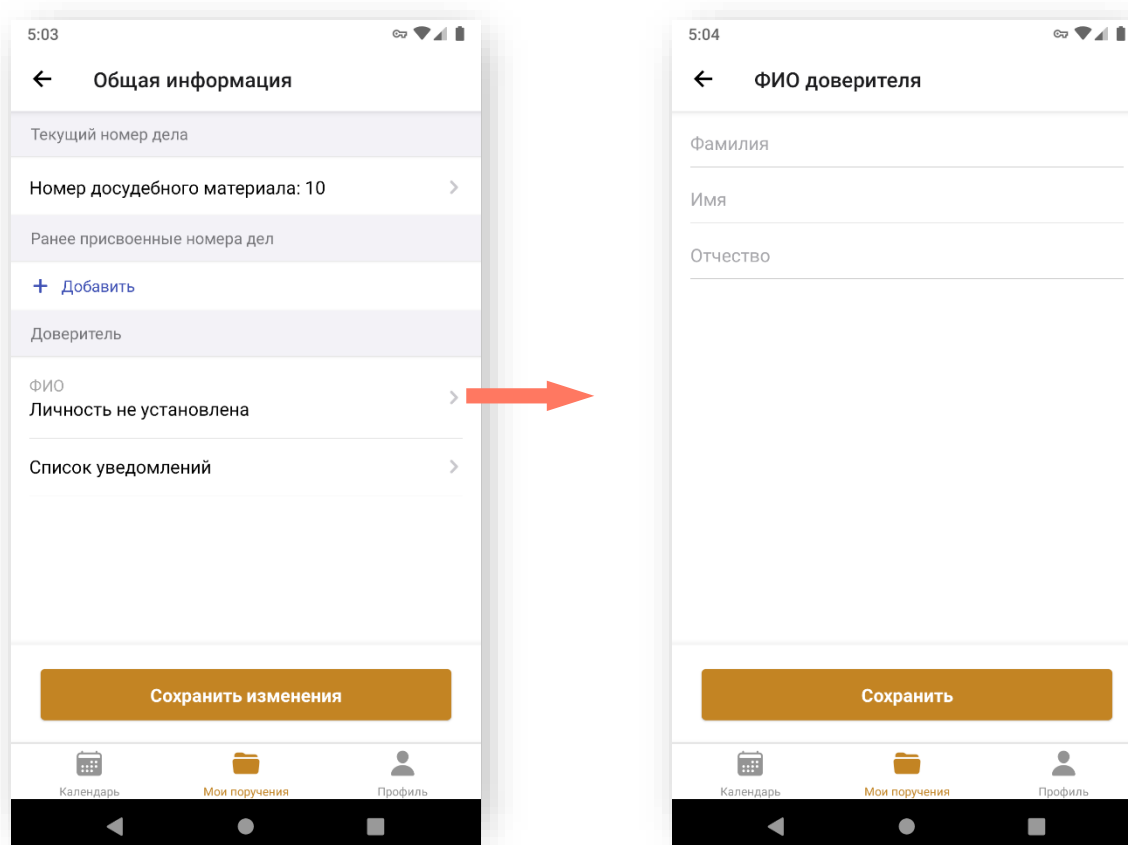 5:03
Общая информация
Текущий номер дела
Номер досудебного материала: 10
Ранее присвоенные номера дел
+ Добавить
Доверитель
ФИО
Личность не установлена
Список уведомлений
Сохранить изменения
Календарь Мои поручения Профиль
5:04
ФИО доверителя
Фамилия
Имя
Отчество
Сохранить
Календарь Мои поручения Профиль